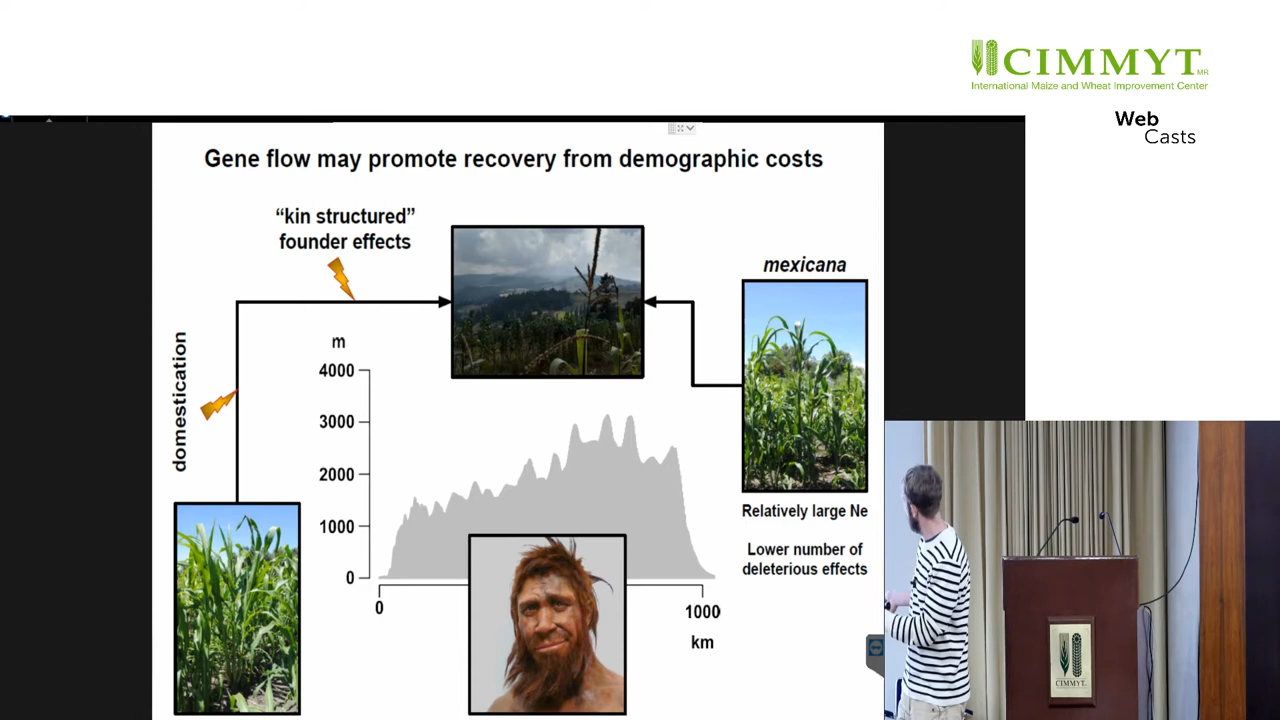 CIMMYT MR
International Maize and Wheat Improvement Center
Web
Casts
Gene flow may promote recovery from demographic costs
“kin structured”
founder effects
mexicana
domestication
m
4000
3000
2000
1000
0
0
1000
km
Relatively large Ne
Lower number of
deleterious effects
CIMMYT